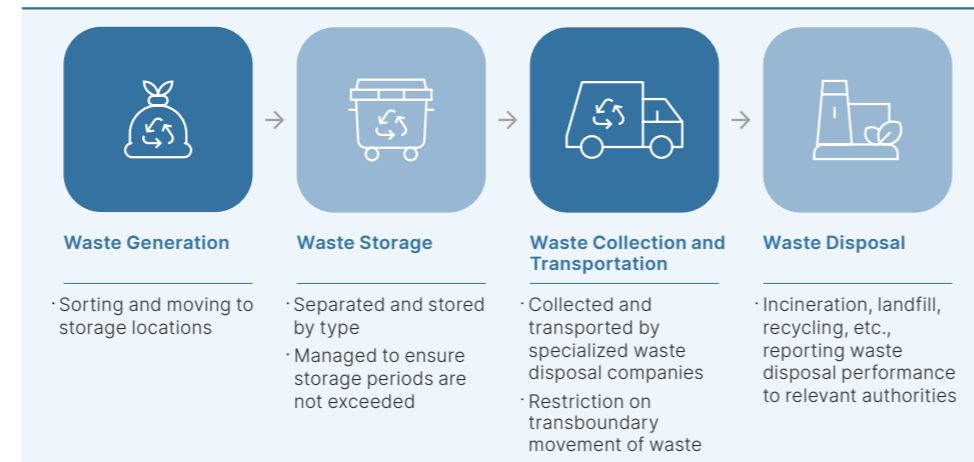 Waste Generation
· Sorting and moving to
storage locations
Waste Storage
· Separated and stored
by type
· Managed to ensure
storage periods are
not exceeded
Waste Collection and
Transportation
· Collected and
transported by
specialized waste
disposal companies
· Restriction on
transboundary
movement of waste
Waste Disposal
· Incineration, landfill,
recycling, etc.,
reporting waste
disposal performance
to relevant authorities